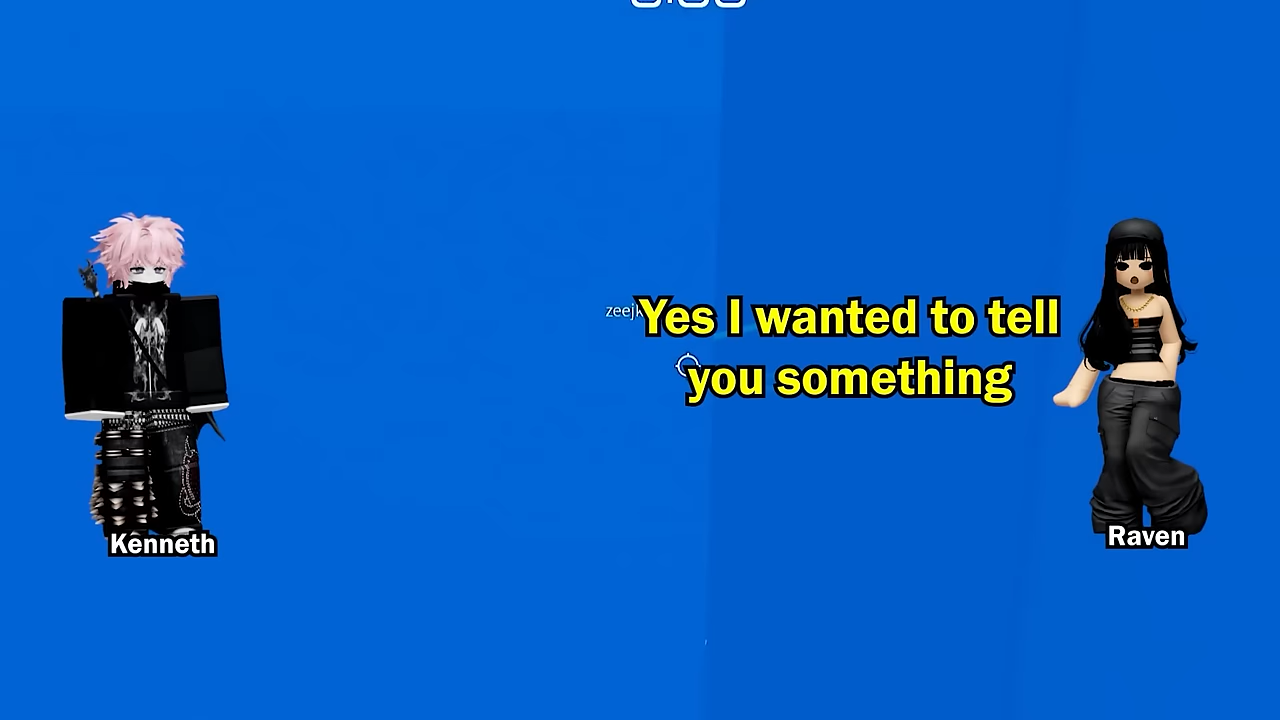 Yes I wanted to tell
you something
Kenneth
Raven